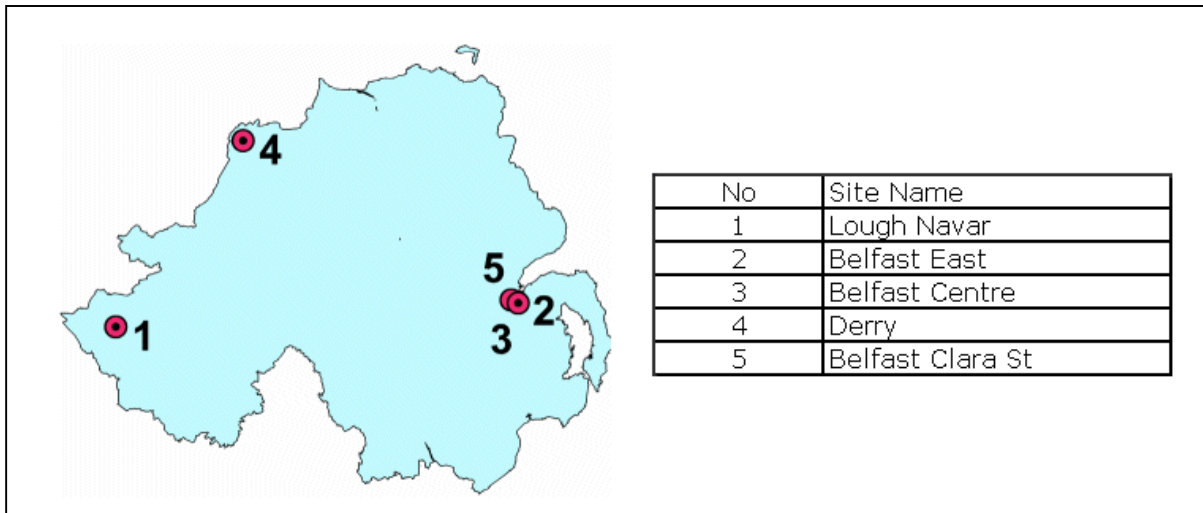 4
5
2
3
1
No Site Name
1 Lough Navar
2 Belfast East
3 Belfast Centre
4 Derry
5 Belfast Clara St